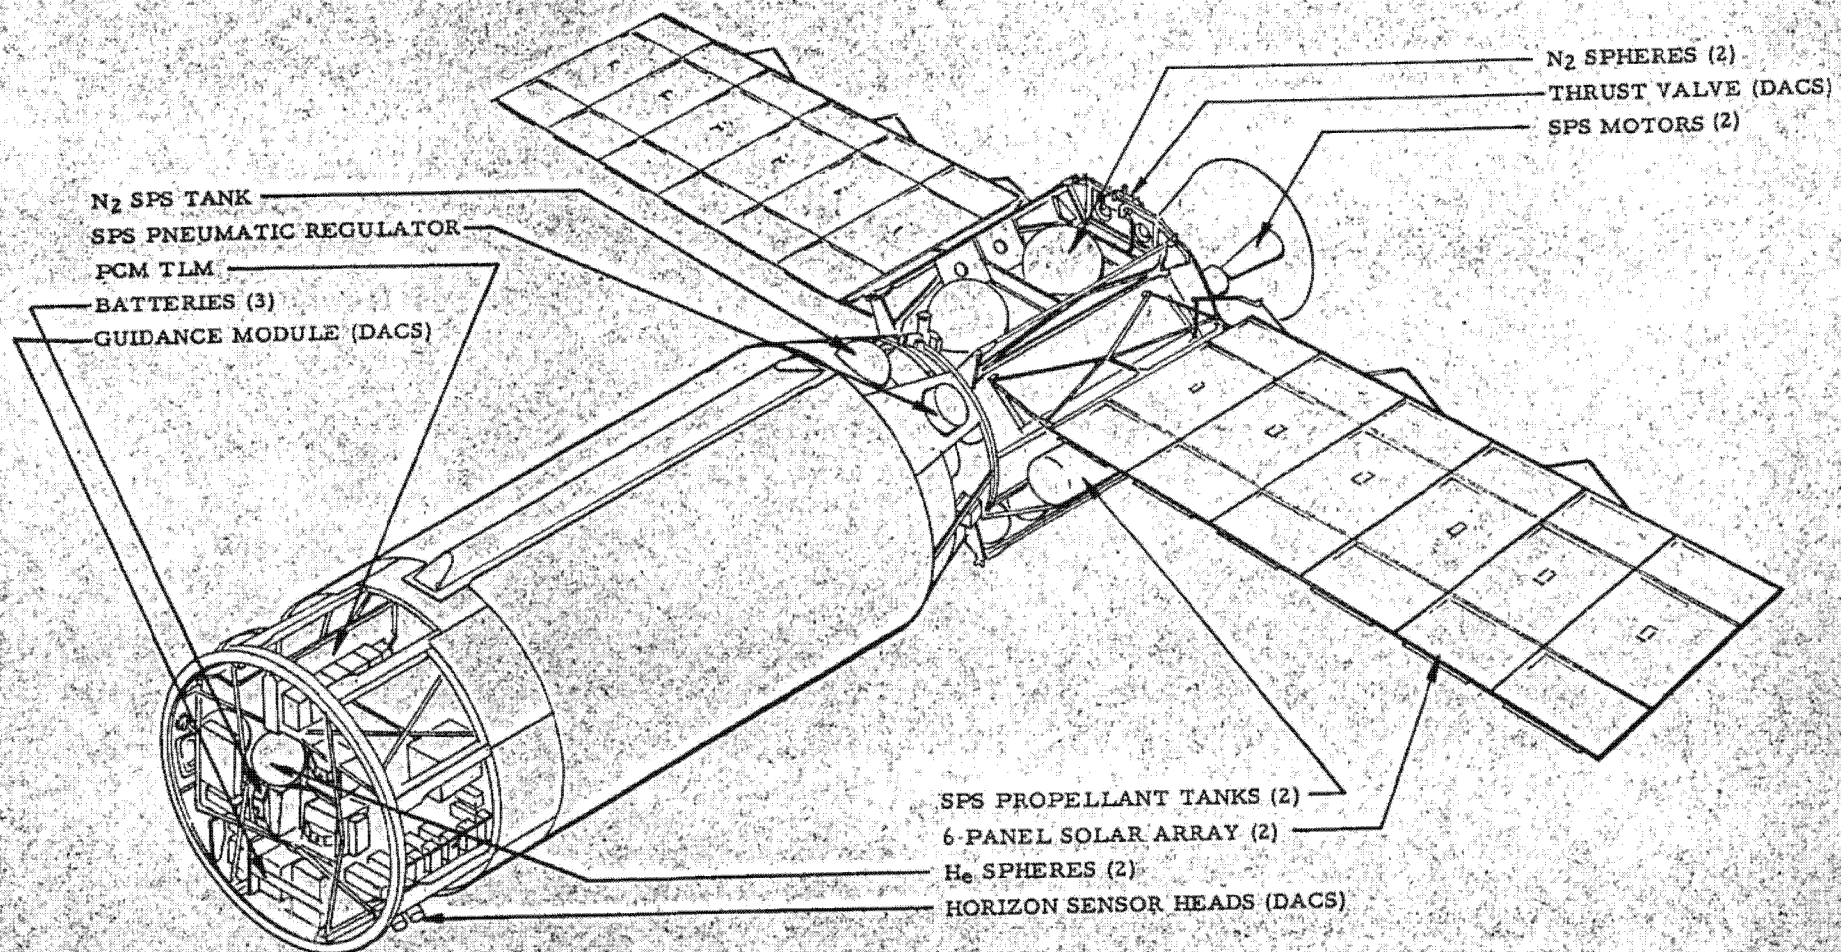 N2 SPHERES (2)
THRUST VALVE (DACS)
SPS MOTORS (2)
N2 SPS TANK
SPS PNEUMATIC REGULATOR
PCM TLM
BATTERIES (3)
GUIDANCE MODULE (DACS)
SPS PROPELLANT TANKS (2)
6-PANEL SOLAR ARRAY (2)
He SPHERES (2)
HORIZON SENSOR HEADS (DACS)